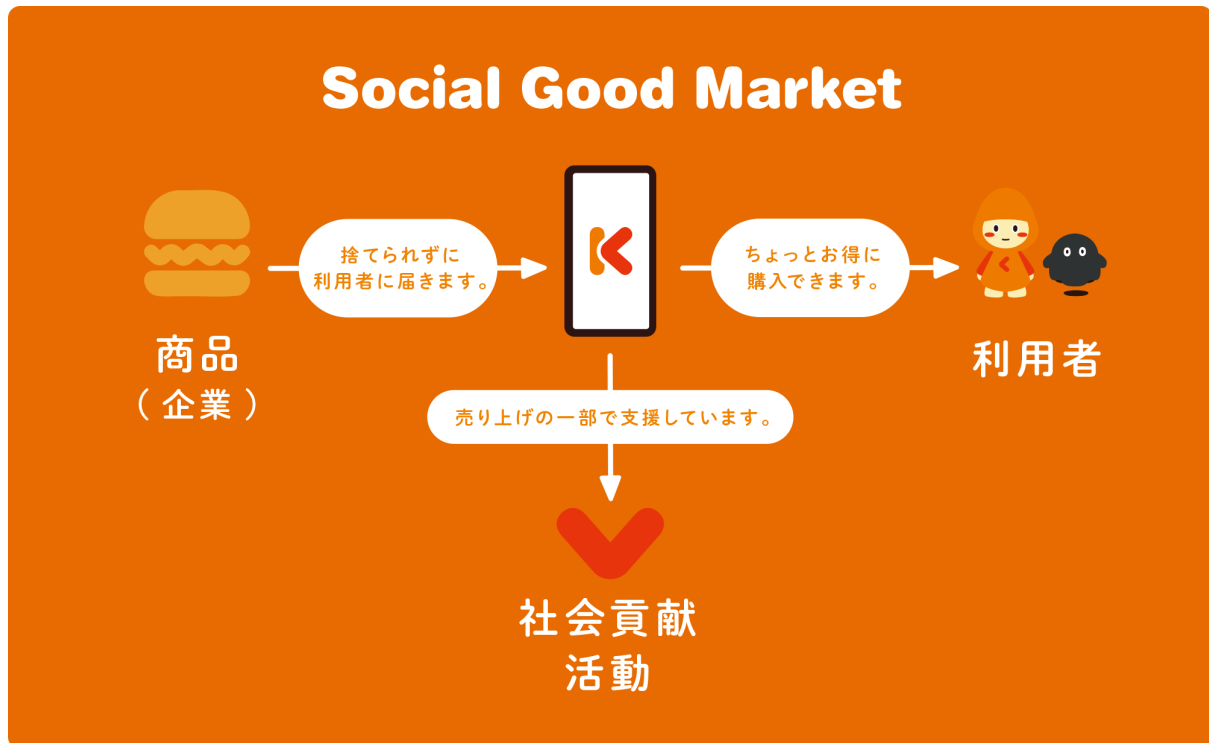 Social Good Market
捨てられずに
利用者に届きます。
ちょっとお得に
購入できます。
商品
（企業）
利用者
売り上げの一部で支援しています。
社会貢献
活動